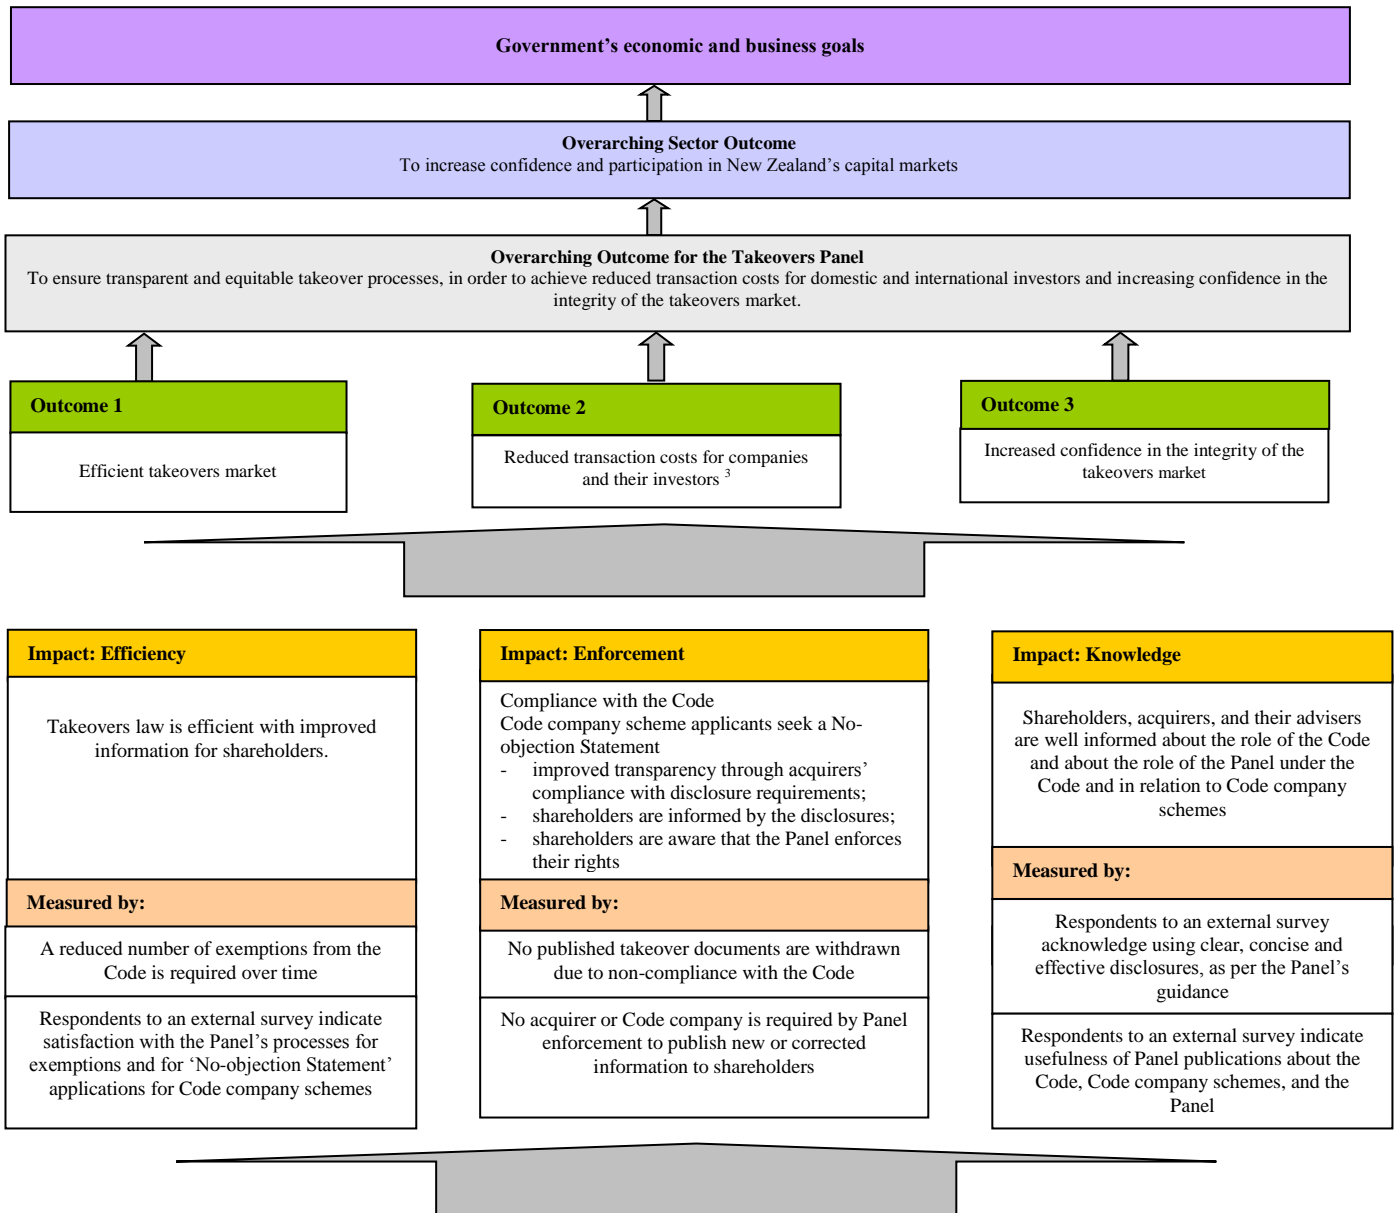 Government’s economic and business goals
Overarching Sector Outcome
To increase confidence and participation in New Zealand’s capital markets
Overarching Outcome for the Takeovers Panel
To ensure transparent and equitable takeover processes, in order to achieve reduced transaction costs for domestic and international investors and increasing confidence in the
integrity of the takeovers market.
Outcome 1
Efficient takeovers market
Outcome 2
Reduced transaction costs for companies
and their investors 3
Outcome 3
Increased confidence in the integrity of the
takeovers market
Impact: Efficiency
Takeovers law is efficient with improved
information for shareholders.
Measured by:
A reduced number of exemptions from the
Code is required over time
Respondents to an external survey indicate
satisfaction with the Panel’s processes for
exemptions and for ‘No-objection Statement’
applications for Code company schemes
Impact: Enforcement
Compliance with the Code
Code company scheme applicants seek a No-
objection Statement
- improved transparency through acquirers’
compliance with disclosure requirements;
- shareholders are informed by the disclosures;
- shareholders are aware that the Panel enforces
their rights
Measured by:
No published takeover documents are withdrawn
due to non-compliance with the Code
No acquirer or Code company is required by Panel
enforcement to publish new or corrected
information to shareholders
Impact: Knowledge
Shareholders, acquirers, and their advisers
are well informed about the role of the Code
and about the role of the Panel under the
Code and in relation to Code company
schemes
Measured by:
Respondents to an external survey
acknowledge using clear, concise and
effective disclosures, as per the Panel’s
guidance
Respondents to an external survey indicate
usefulness of Panel publications about the
Code, Code company schemes, and the
Panel